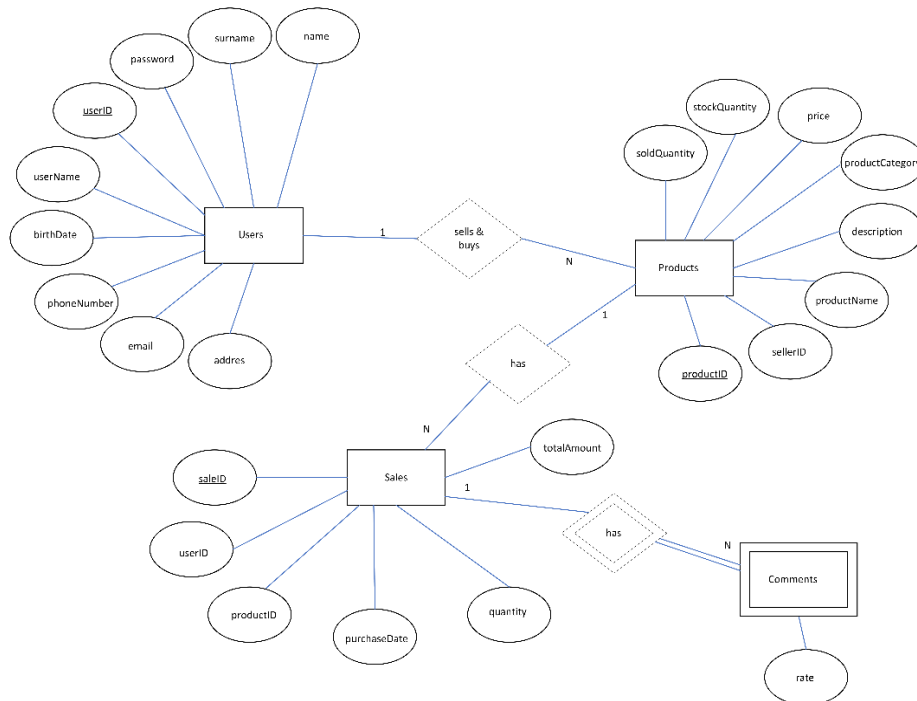 surname
name
password
userID
stockQuantity
price
soldQuantity
productCategory
userName
birthDate
Users
1
sells &
buys
N
Products
description
productName
phoneNumber
email
addres
1
sellerID
productID
has
N
totalAmount
saleID
Sales
1
userID
has
N
Comments
productID
quantity
purchaseDate
rate